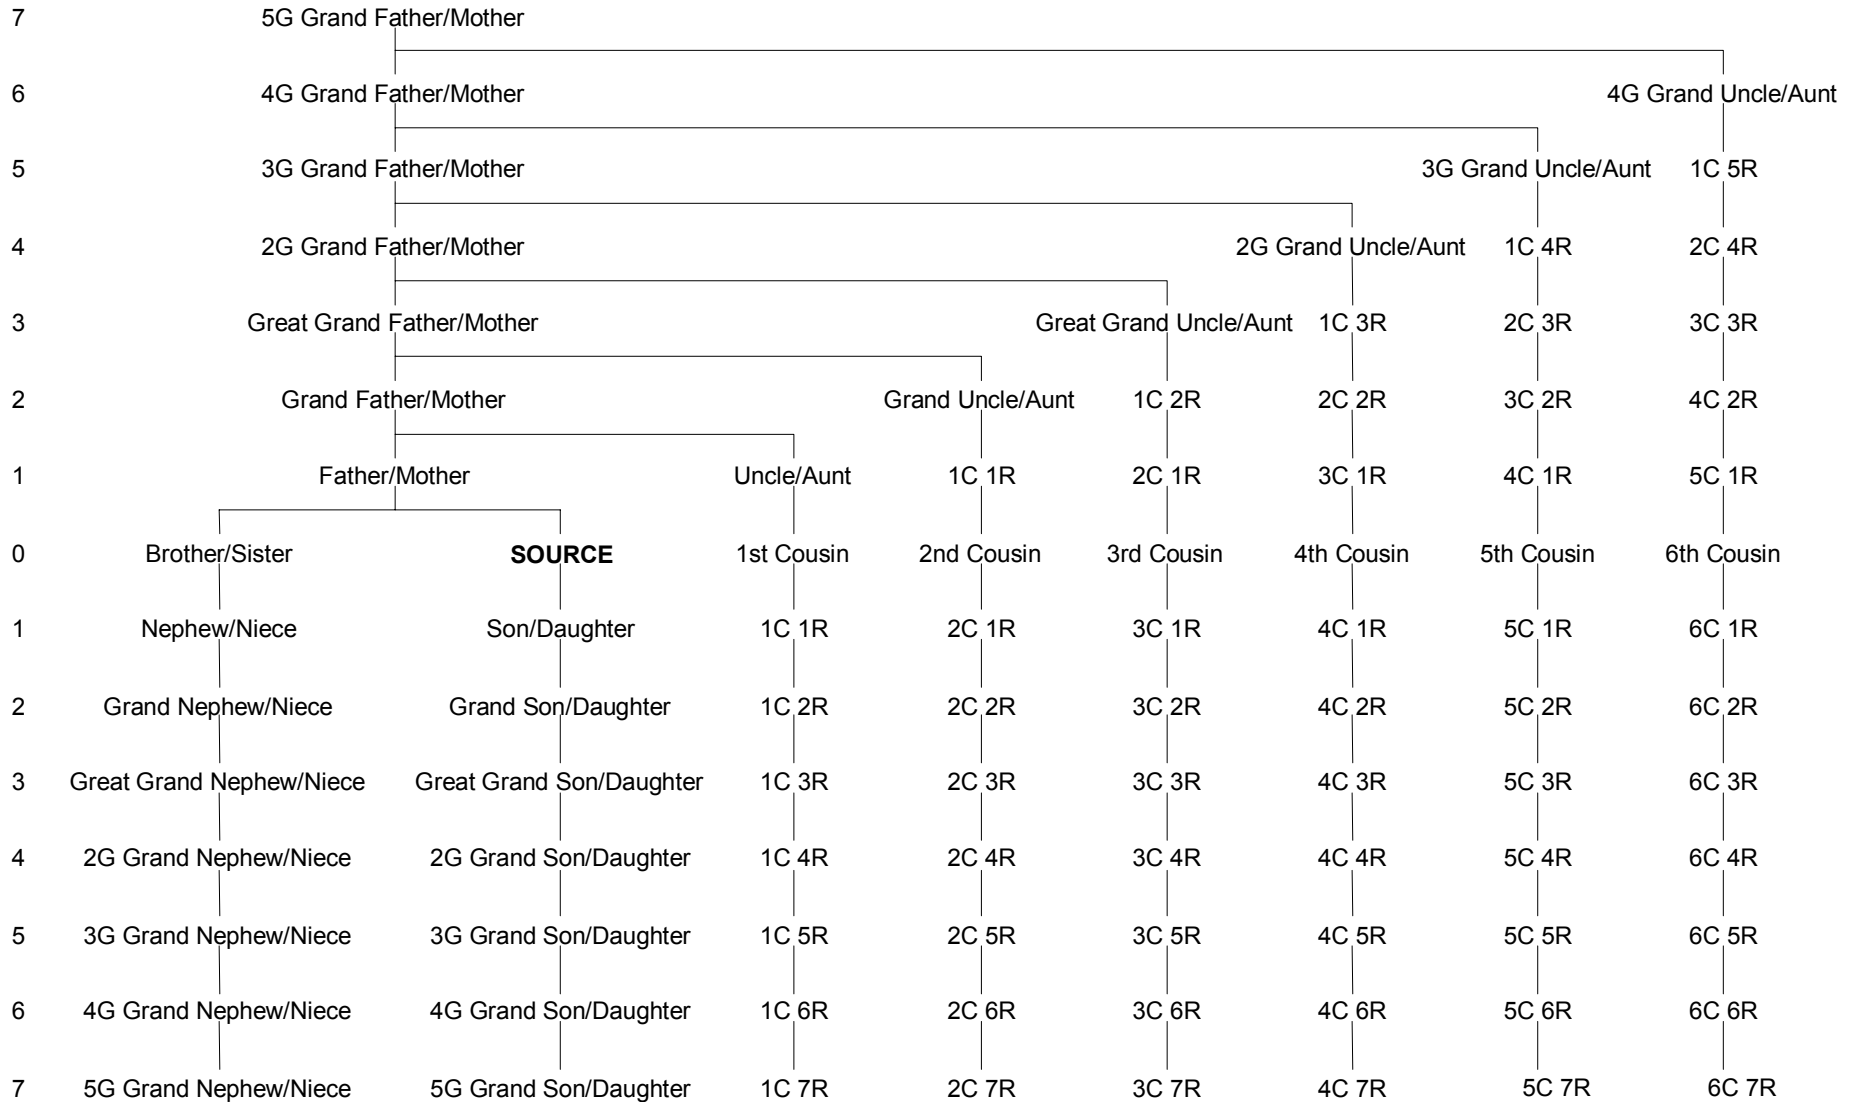 7 5G Grand Father/Mother
6 4G Grand Father/Mother 4G Grand Uncle/Aunt
5 3G Grand Father/Mother 3G Grand Uncle/Aunt 1C 5R
4 2G Grand Father/Mother 2G Grand Uncle/Aunt 1C 4R 2C 4R
3 Great Grand Father/Mother Great Grand Uncle/Aunt 1C 3R 2C 3R 3C 3R
2 Grand Father/Mother Grand Uncle/Aunt 1C 2R 2C 2R 3C 2R 4C 2R
1 Father/Mother Uncle/Aunt 1C 1R 2C 1R 3C 1R 4C 1R 5C 1R
0 Brother/Sister SOURCE 1st Cousin 2nd Cousin 3rd Cousin 4th Cousin 5th Cousin 6th Cousin
1 Nephew/Niece Son/Daughter 1C 1R 2C 1R 3C 1R 4C 1R 5C 1R 6C 1R
2 Grand Nephew/Niece Grand Son/Daughter 1C 2R 2C 2R 3C 2R 4C 2R 5C 2R 6C 2R
3 Great Grand Nephew/Niece Great Grand Son/Daughter 1C 3R 2C 3R 3C 3R 4C 3R 5C 3R 6C 3R
4 2G Grand Nephew/Niece 2G Grand Son/Daughter 1C 4R 2C 4R 3C 4R 4C 4R 5C 4R 6C 4R
5 3G Grand Nephew/Niece 3G Grand Son/Daughter 1C 5R 2C 5R 3C 5R 4C 5R 5C 5R 6C 5R
6 4G Grand Nephew/Niece 4G Grand Son/Daughter 1C 6R 2C 6R 3C 6R 4C 6R 5C 6R 6C 6R
7 5G Grand Nephew/Niece 5G Grand Son/Daughter 1C 7R 2C 7R 3C 7R 4C 7R 5C 7R 6C 7R